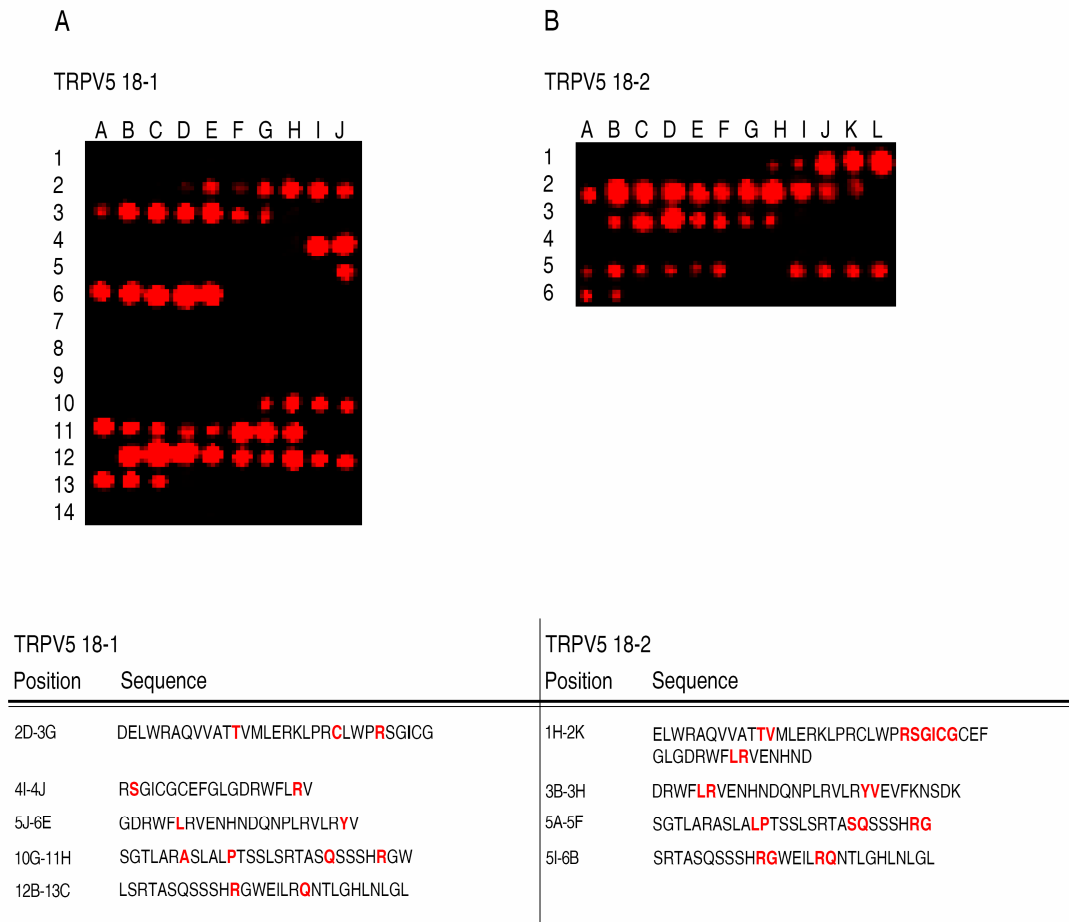 A
B
TRPV5 18-1
TRPV5 18-2
A B C D E F G H I J
A B C D E F G H I J K L
1
2
3
4
5
6
7
8
9
10
11
12
13
14
1
2
3
4
5
6
TRPV5 18-1
Position Sequence
2D-3G DELWRAQVVATTVMLERKLPRCLWPRSGICG
4I-4J RSGICGCEFGLGDRWFLRV
5J-6E GDRWFLRVENHNDQNPLRVLRYV
10G-11H SGTLARASLALPTSSLSRTASQSSSHRGW
12B-13C LSRTASQSSSHRGWEILRQNTLGHLNLGL
TRPV5 18-2
Position Sequence
1H-2K ELWRAQVVATTVMLERKLPRCLWPRSGICGCEF
GLGDRWFLRVENHND
3B-3H DRWFLRVENHNDQNPLRVLRYVEVFKNSDK
5A-5F SGTLARASLALPTSSLSRTASQSSSHRG
5I-6B SRTASQSSSHRGWEILRQNTLGHLNLGL